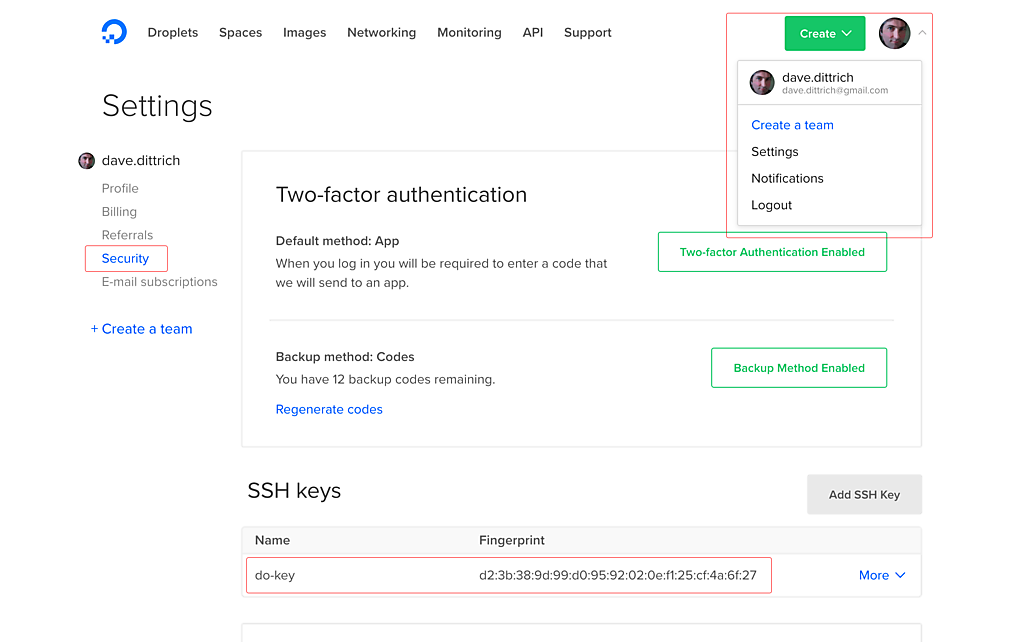 Droplets Spaces Images Networking Monitoring API Support Create
dave.dittrich
dave.dittrich@gmail.com
Create a team
Settings
Notifications
Logout
Settings
dave.dittrich
Profile
Billing
Referrals
Security
E-mail subscriptions
+ Create a team
Two-factor authentication
Default method: App
When you log in you will be required to enter a code that
we will send to an app.
Two-factor Authentication Enabled
Backup method: Codes
You have 12 backup codes remaining.
Regenerate codes
Backup Method Enabled
SSH keys
Add SSH Key
Name Fingerprint
do-key d2:3b:38:9d:99:d0:95:92:02:0e:f1:25:cf:4a:6f:27 More